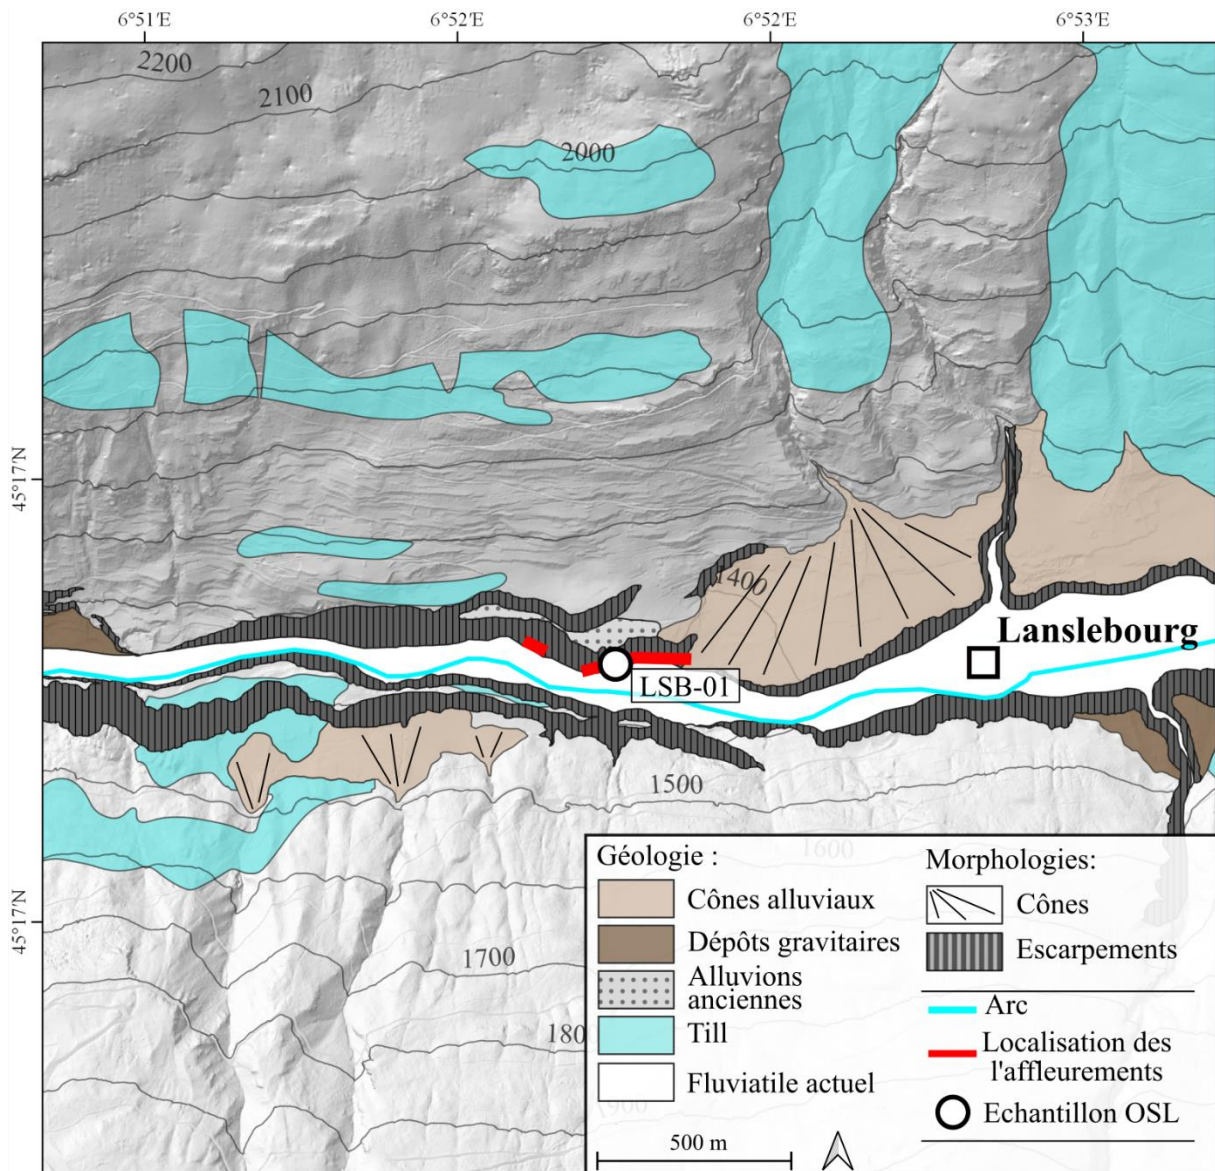 6°51'E 6°52'E 6°52'E 6°53'E
2200
2100
2000
45°17'N
1400
Lanslebourg
LSB-01
1500
1600
1700
1800
1900
45°17'N
Géologie :
Cônes alluviaux
Dépôts gravitaires
Alluvions
anciennes
Till
Fluviatile actuel
500 m
Morphologies:
Cônes
Escarpements
Arc
Localisation des
l'affleurements
Echantillon OSL